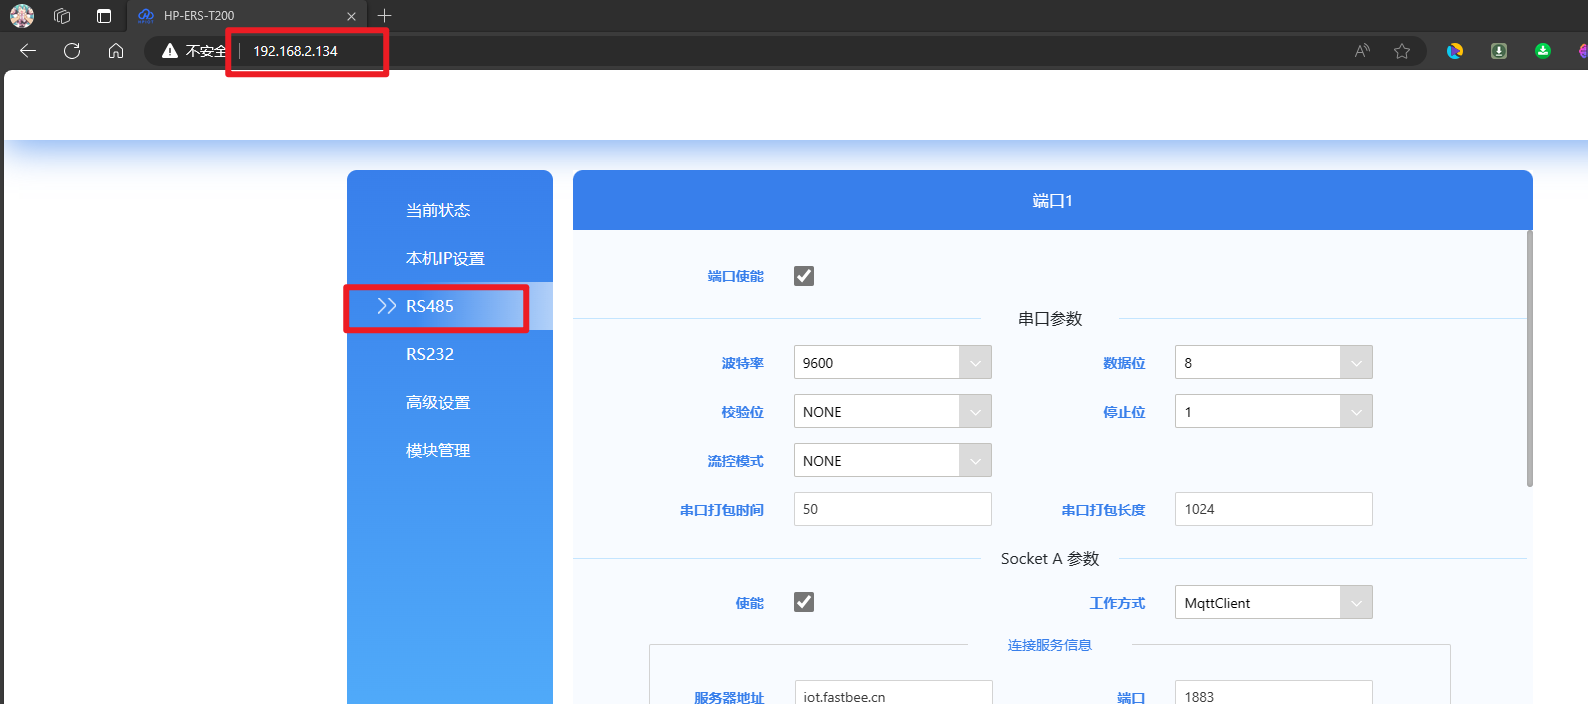 HP-ERS-T200
不安全
192.168.2.134
当前状态
本机IP设置
RS485
RS232
高级设置
模块管理
端口1
端口使能
串口参数
波特率 9600 数据位 8
校验位 NONE 停止位 1
流控模式 NONE
串口打包时间 50 串口打包长度 1024
Socket A 参数
使能 工作方式 MqttClient
连接服务信息
服务器地址 iot.fastbee.cn 端口 1883